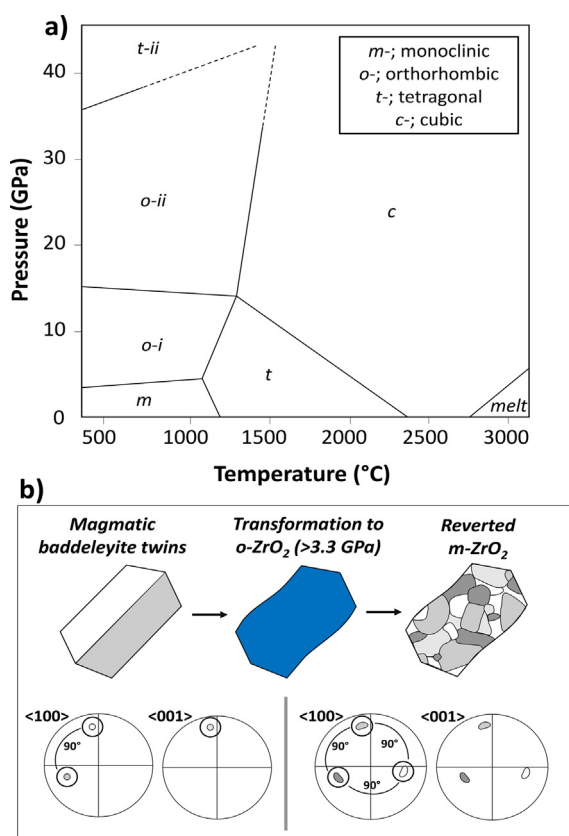 a)
t-ii
m-; monoclinic
o-; orthorhombic
t-; tetragonal
c-; cubic
40
30
20
10
0
Pressure (GPa)
o-ii
c
o-i
t
m
melt
500 1000 1500 2000 2500 3000
Temperature (°C)
b)
Magmatic
baddeleyite twins
Transformation to
o-ZrO₂ (>3.3 GPa)
Reverted
m-ZrO₂
<100> <001> <100> <001>
90°
90° 90°
90°